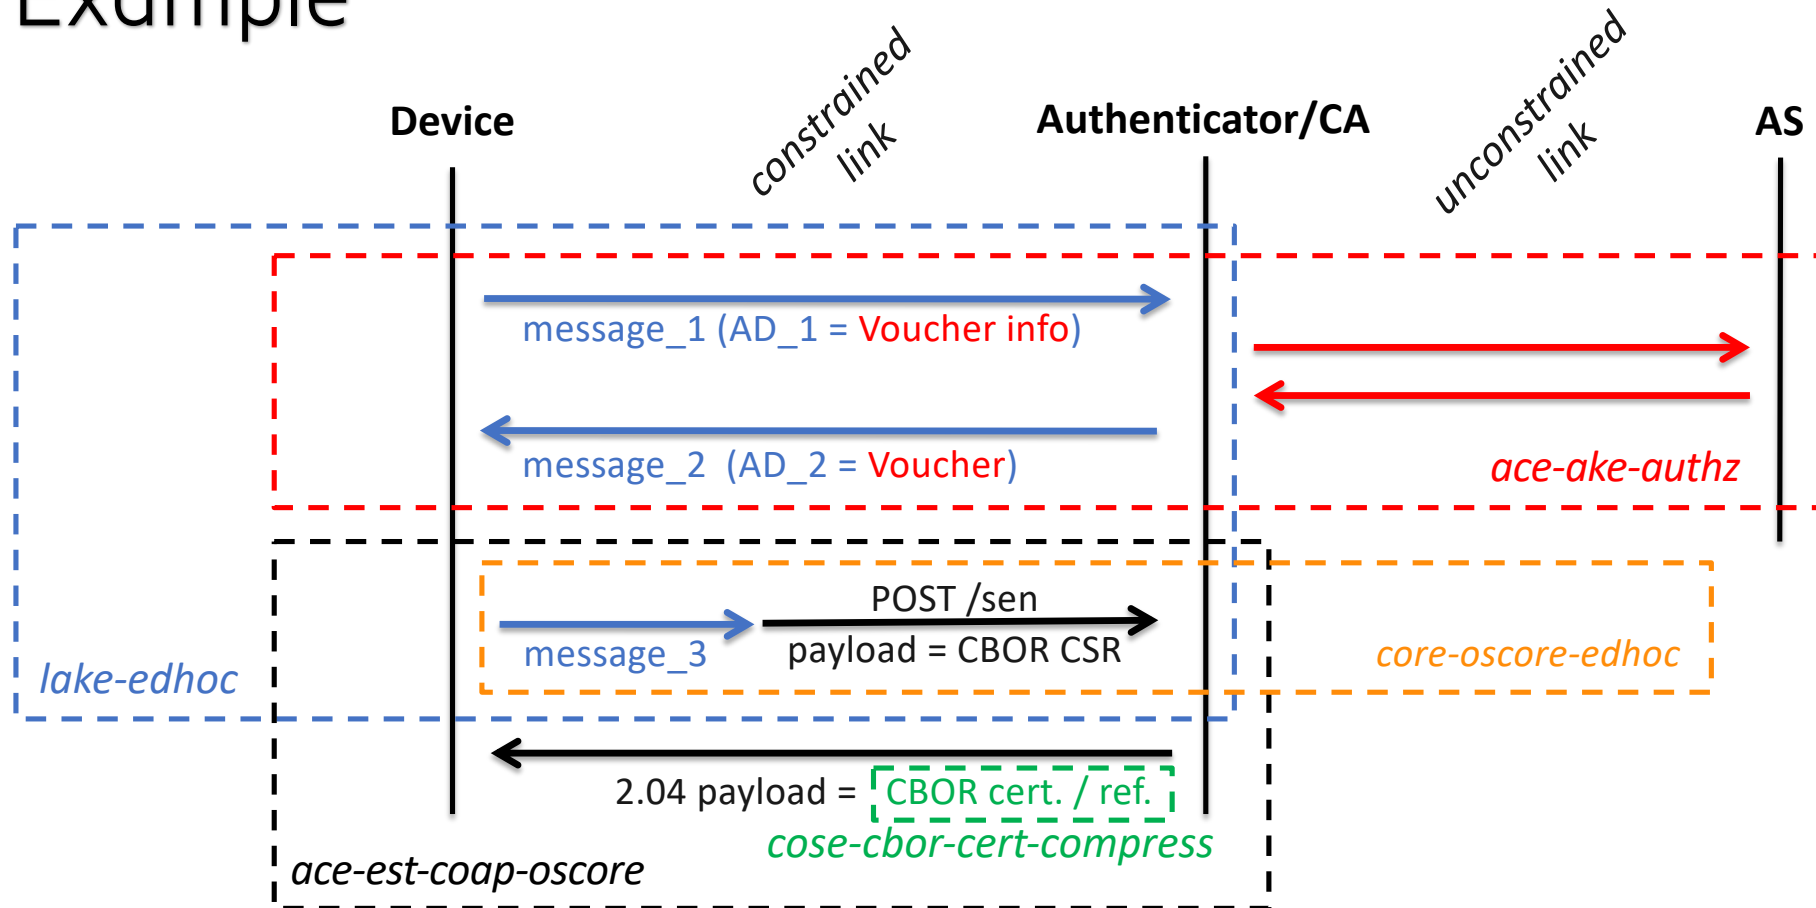 Example
constrained
link
unconstrained
link
Device
Authenticator/CA
AS
message_1 (AD_1 = Voucher info)
message_2 (AD_2 = Voucher)
ace-ake-authz
POST /sen
message_3
payload = CBOR CSR
core-oscore-edhoc
lake-edhoc
2.04 payload = CBOR cert. / ref.
cose-cbor-cert-compress
ace-est-coap-oscore